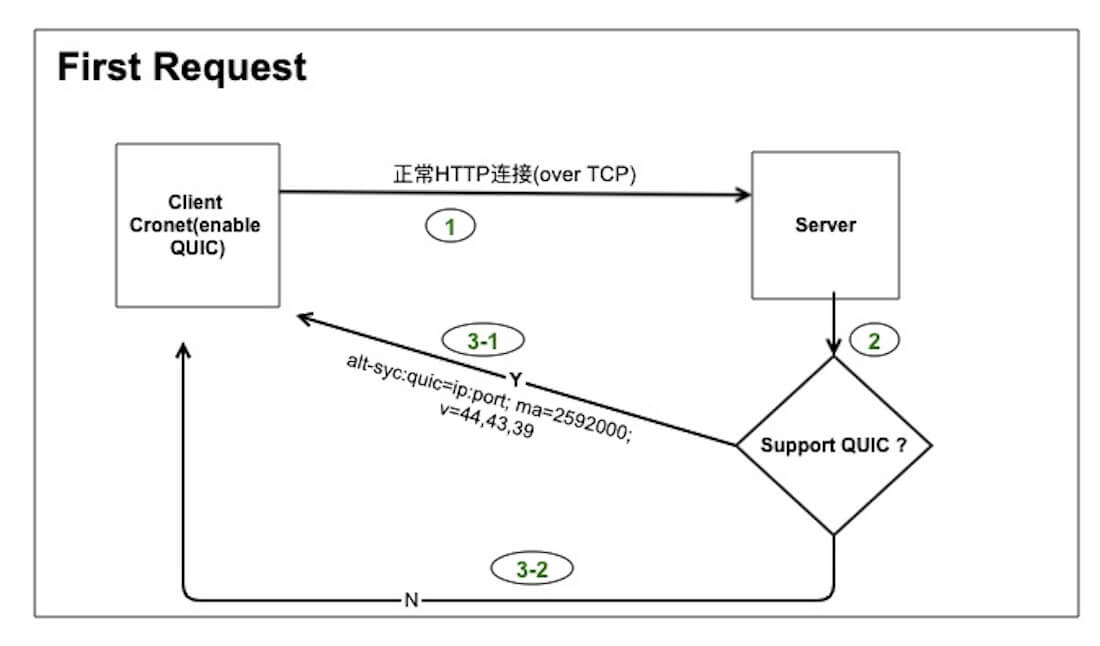 First Request
正常HTTP连接(over TCP)
Client
Cronet(enable
QUIC)
1
Server
3-1
2
Y
alt-syc:quic=ip:port; ma=2592000;
v=44,43,39
Support QUIC ?
3-2
N